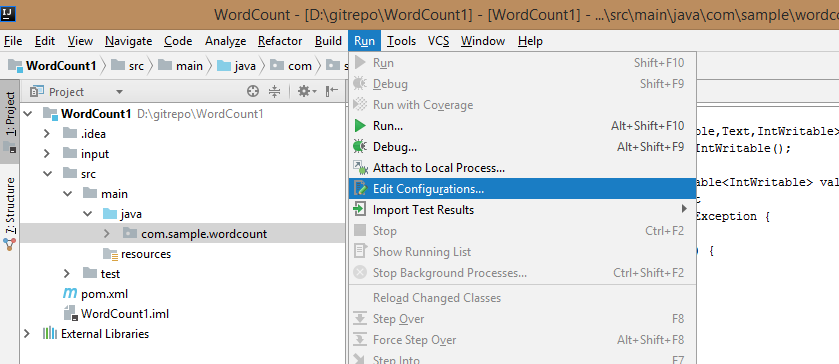 IJ
WordCount - [D:\gitrepo\WordCount1] - [WordCount1] - ...\src\main\java\com\sample\wordco
File Edit View Navigate Code Analyze Refactor Build Run Tools VCS Window Help
WordCount1 src main java com s
Project
1: Project
7: Structure
WordCount1 D:\gitrepo\WordCount1
.idea
input
src
main
java
com.sample.wordcount
resources
test
pom.xml
WordCount1.iml
External Libraries
Run Shift+F10
Debug Shift+F9
Run with Coverage
Run... Alt+Shift+F10
Debug... Alt+Shift+F9
Attach to Local Process...
Edit Configurations...
Import Test Results
Stop Ctrl+F2
Show Running List
Stop Background Processes... Ctrl+Shift+F2
Reload Changed Classes
Step Over F8
Force Step Over Alt+Shift+F8
Step Into F7
le,Text,IntWritable>
IntWritable();
able<IntWritable> val
Exception {
) {